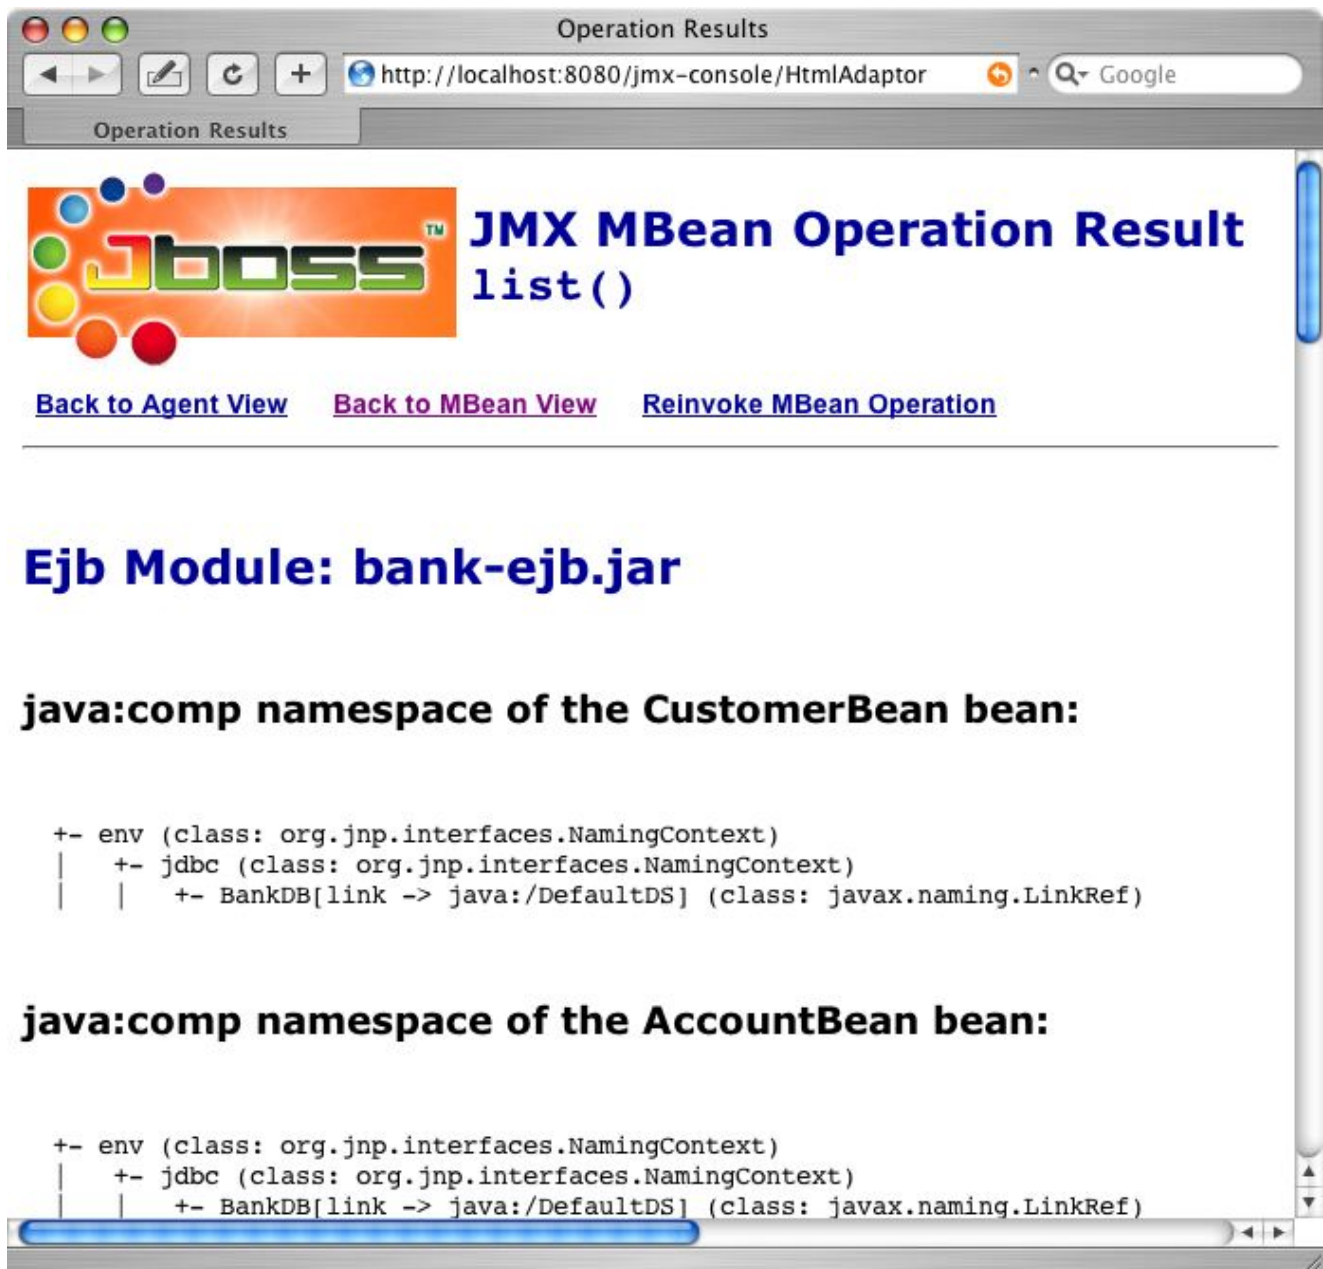 Operation Results
http://localhost:8080/jmx-console/HtmlAdaptor
Google
Operation Results
Jboss TM
JMX MBean Operation Result
list()
Back to Agent View Back to MBean View Reinvoke MBean Operation
Ejb Module: bank-ejb.jar
java:comp namespace of the CustomerBean bean:
+- env (class: org.jnp.interfaces.NamingContext)
|   +- jdbc (class: org.jnp.interfaces.NamingContext)
|   |   +- BankDB[link -> java:/DefaultDS] (class: javax.naming.LinkRef)
java:comp namespace of the AccountBean bean:
+- env (class: org.jnp.interfaces.NamingContext)
|   +- jdbc (class: org.jnp.interfaces.NamingContext)
|   |   +- BankDB[link -> java:/DefaultDS] (class: javax.naming.LinkRef)